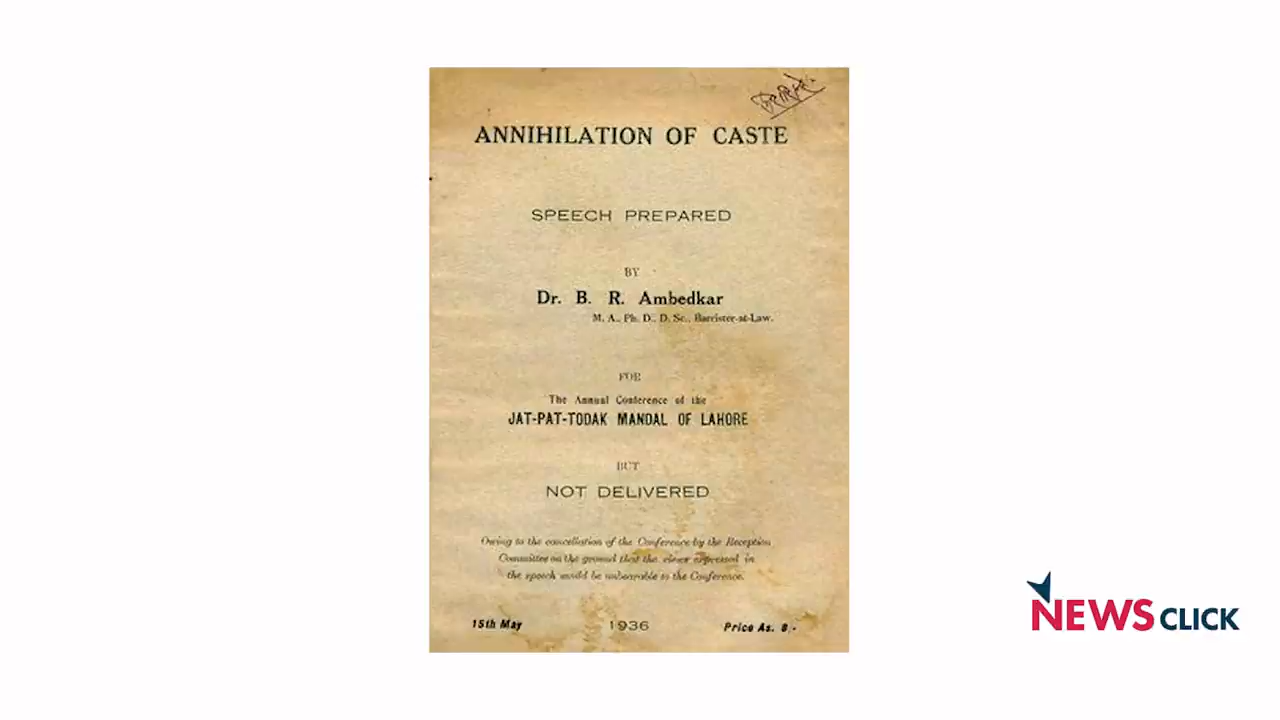 ANNIHILATION OF CASTE
SPEECH PREPARED
BY
Dr. B. R. Ambedkar
M. A., Ph. D., D. Sc., Barrister-at-Law.
FOR
The Annual Conference of the
JAT-PAT-TODAK MANDAL OF LAHORE
BUT
NOT DELIVERED
Owing to the cancellation of the Conference by the Reception
Committee on the ground that the views expressed in
the speech would be unbearable to the Conference.
15th May 1936 Price As. 8/-
NEWSCLICK